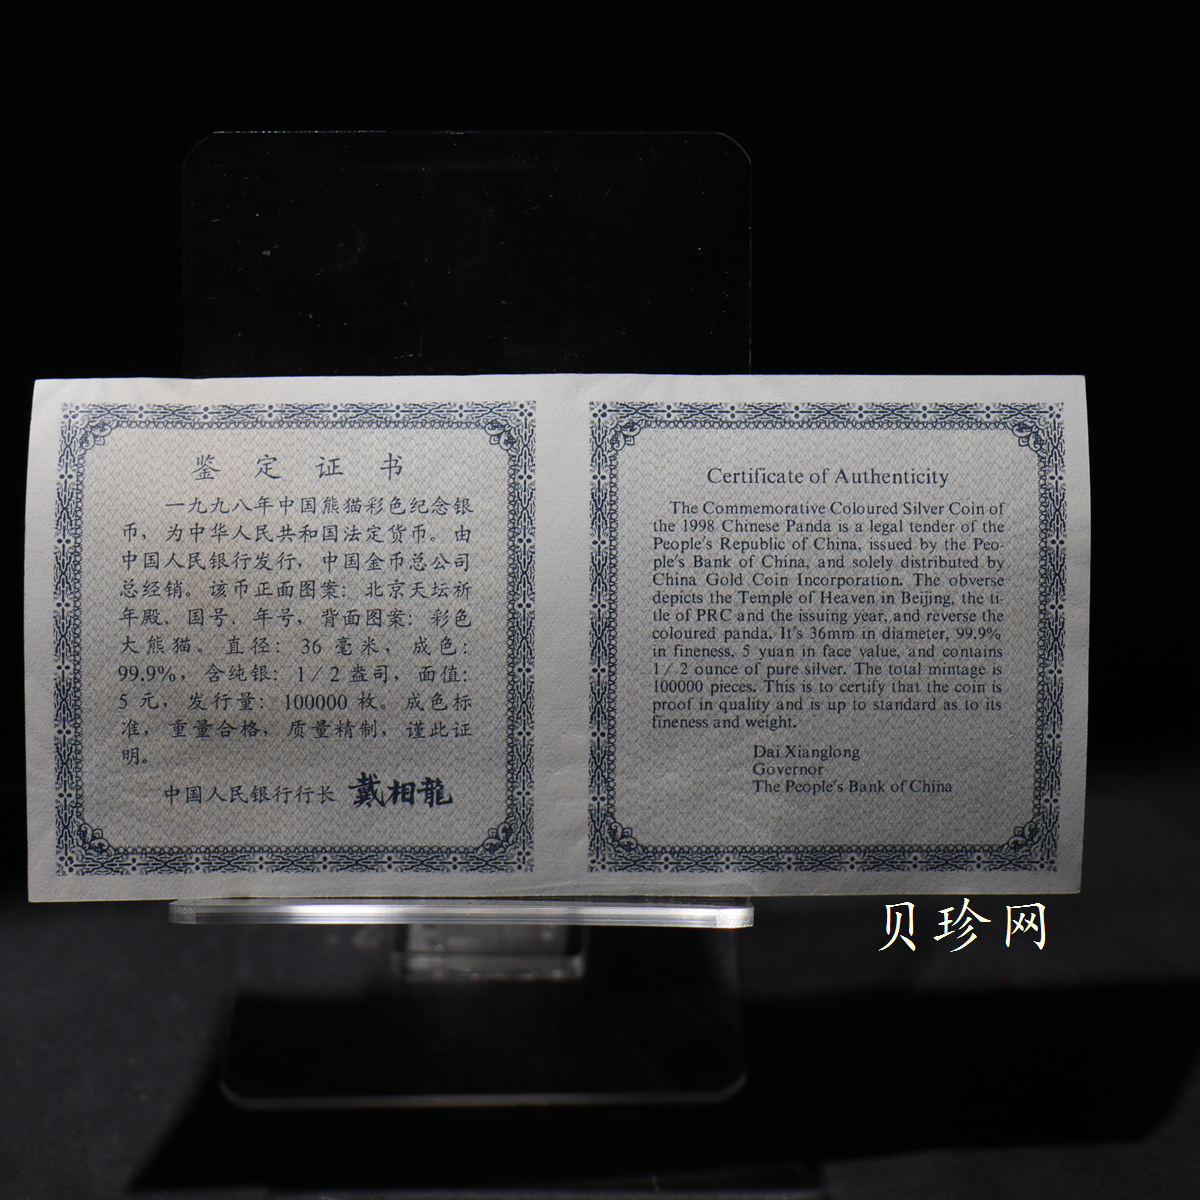 鉴定证书
一九九八年中国熊猫彩色纪念银
币，为中华人民共和国法定货币。由
中国人民银行发行，中国金币总公司
总经销。该币正面图案：北京天坛祈
年殿、国号、年号，背面图案：彩色
大熊猫。直径：36毫米，成色：
99.9%，含纯银：1/2盎司，面值：
5元，发行量：100000枚。成色标
准，重量合格，质量精制，谨此证
明。
中国人民银行行长 戴相龍
Certificate of Authenticity
The Commemorative Coloured Silver Coin of
the 1998 Chinese Panda is a legal tender of the
People's Republic of China, issued by the Peo-
ple's Bank of China, and solely distributed by
China Gold Coin Incorporation. The obverse
depicts the Temple of Heaven in Beijing, the ti-
tle of PRC and the issuing year, and reverse the
coloured panda. It's 36mm in diameter, 99.9%
in fineness, 5 yuan in face value, and contains
1/2 ounce of pure silver. The total mintage is
100000 pieces. This is to certify that the coin is
proof in quality and is up to standard as to its
fineness and weight.
Dai Xianglong
Governor
The People's Bank of China
贝珍网